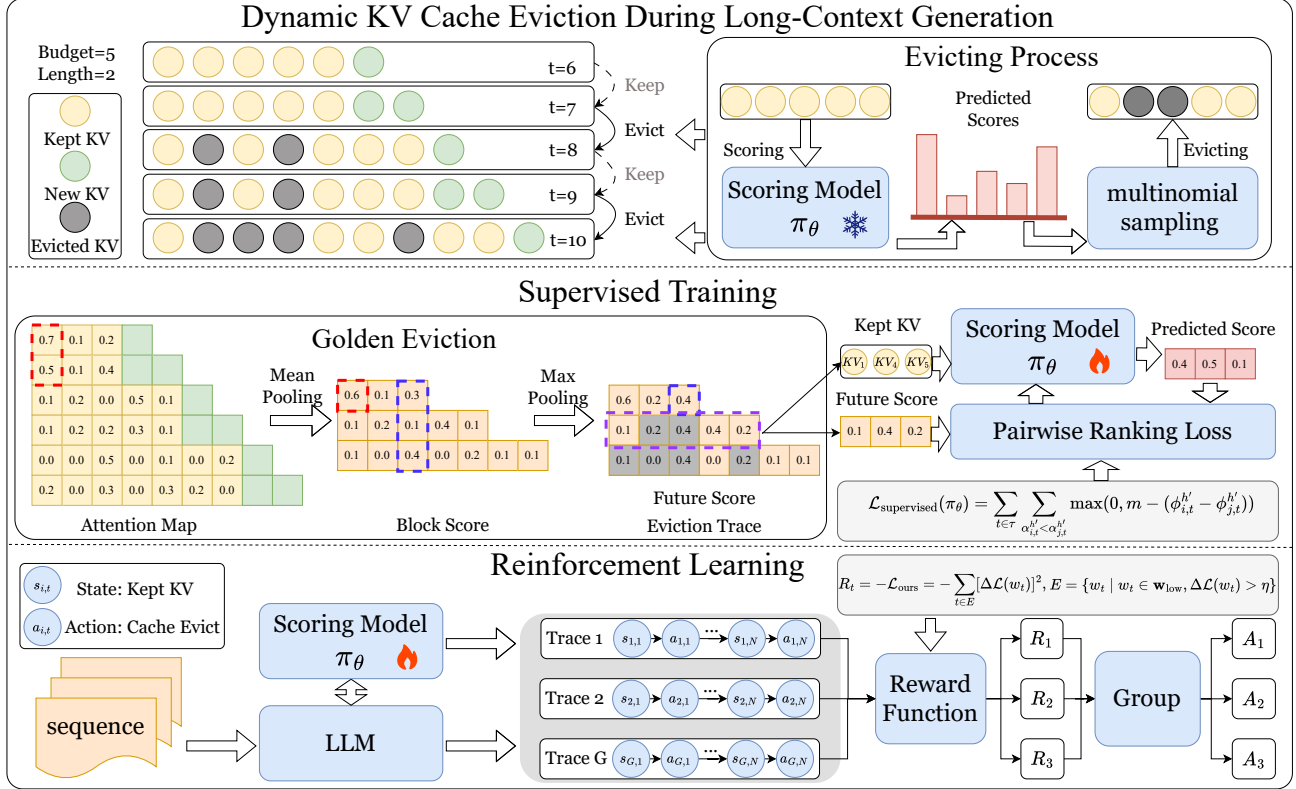 Dynamic KV Cache Eviction During Long-Context Generation
Budget=5
Length=2
Kept KV
New KV
Evicted KV
t=6
t=7
t=8
t=9
t=10
Keep
Evict
Keep
Evict
Evicting Process
Predicted
Scores
Scoring
Evicting
Scoring Model
π_θ
multinomial
sampling
Supervised Training
Golden Eviction
0.7 0.1 0.2
0.5 0.1 0.4
0.1 0.2 0.0 0.5 0.1
0.1 0.2 0.2 0.3 0.1
0.0 0.0 0.5 0.0 0.1 0.0 0.2
0.2 0.0 0.3 0.0 0.3 0.2 0.0
Attention Map
Mean
Pooling
0.6 0.1 0.3
0.1 0.2 0.1 0.4 0.1
0.1 0.0 0.4 0.0 0.2 0.1 0.1
Block Score
Max
Pooling
0.6 0.2 0.4
0.1 0.2 0.4 0.4 0.2
0.1 0.0 0.4 0.0 0.2 0.1 0.1
Future Score
Eviction Trace
Kept KV
KV_1 KV_4 KV_5
Future Score
0.1 0.4 0.2
Scoring Model
π_θ
Predicted Score
0.4 0.5 0.1
Pairwise Ranking Loss
L_supervised(π_θ) = ∑_{t∈τ} ∑_{α^{h'}_{i,t}<α^{h'}_{j,t}} max(0, m − (ϕ^{h'}_{i,t} − ϕ^{h'}_{j,t}))
Reinforcement Learning
s_{i,t} State: Kept KV
a_{i,t} Action: Cache Evict
sequence
Scoring Model
π_θ
LLM
Trace 1 s_{1,1} a_{1,1} ... s_{1,N} a_{1,N}
Trace 2 s_{2,1} a_{2,1} ... s_{2,N} a_{2,N}
Trace G s_{G,1} a_{G,1} ... s_{G,N} a_{G,N}
R_t = −L_ours = − ∑_{t∈E} [ΔL(w_t)]^2, E = {w_t | w_t ∈ w_low, ΔL(w_t) > η}
Reward
Function
R_1
R_2
R_3
Group
A_1
A_2
A_3